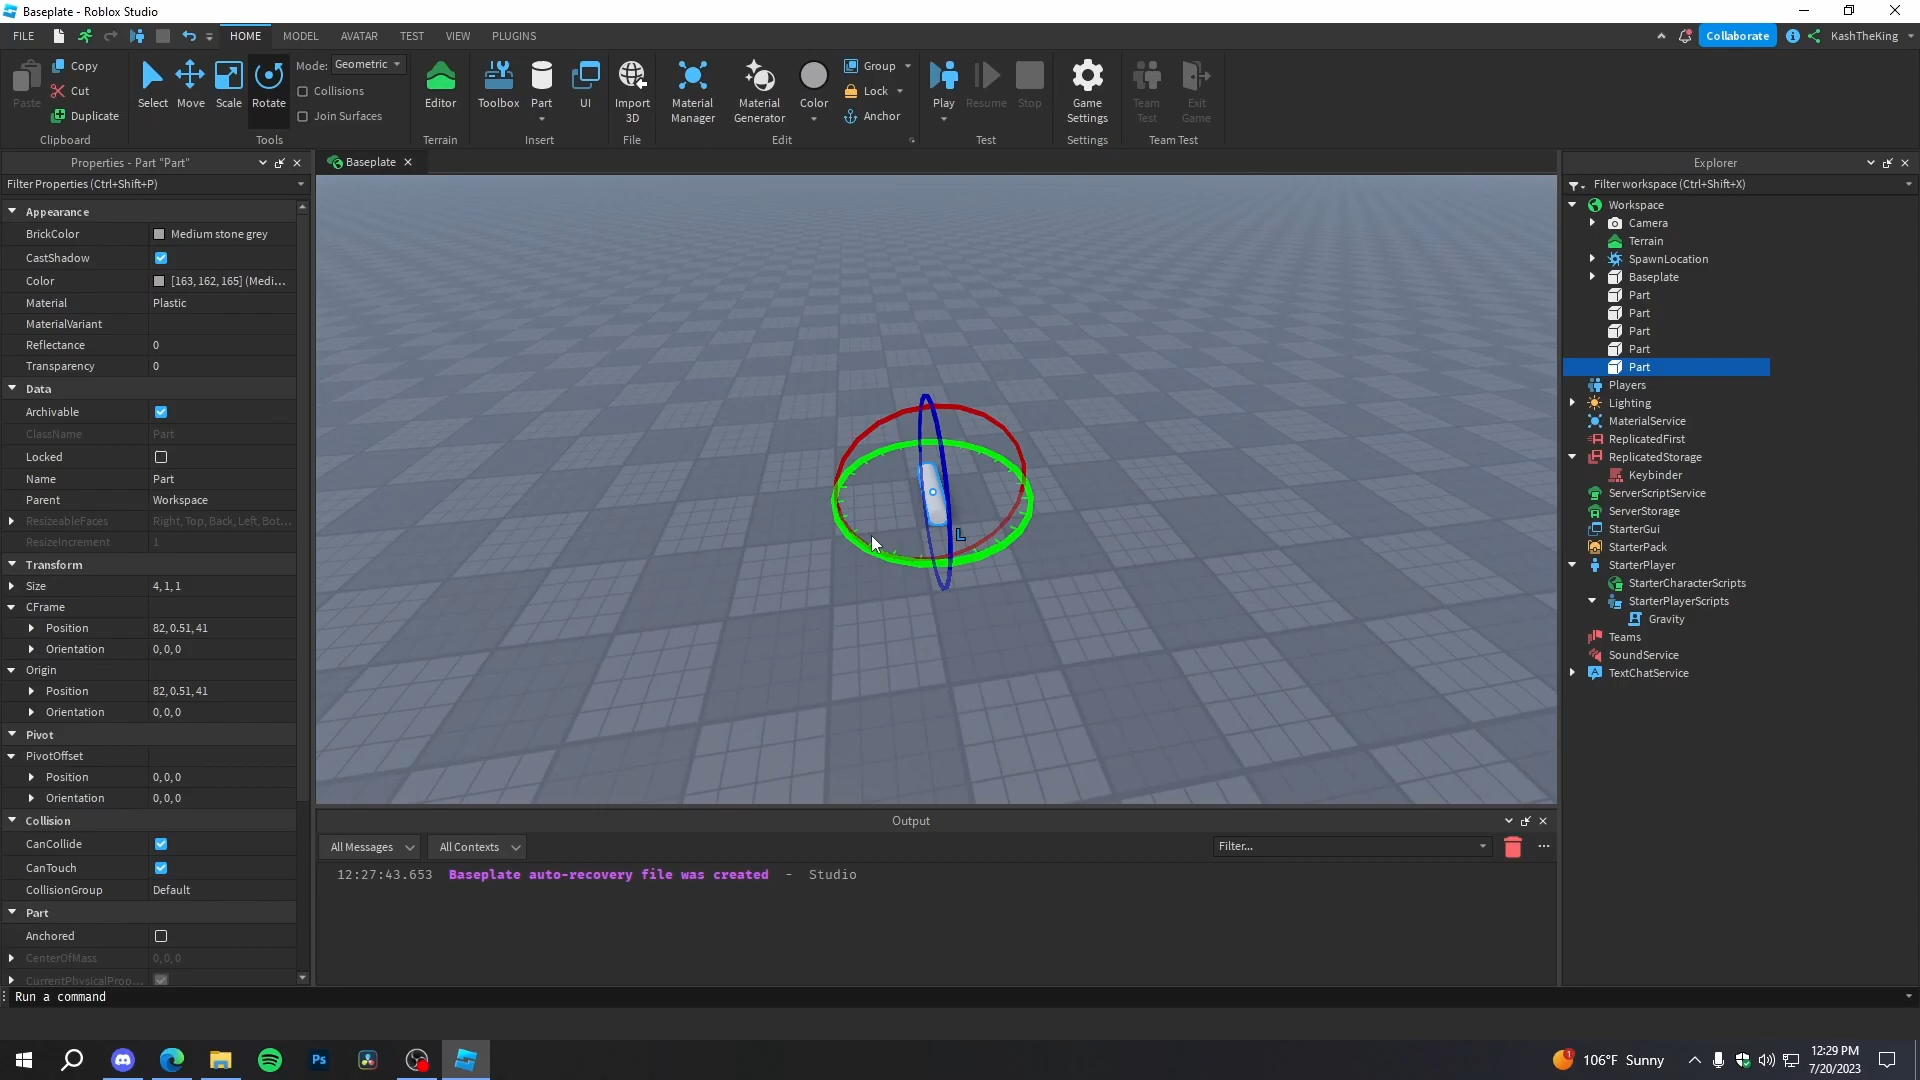 Baseplate - Roblox Studio
FILE HOME MODEL AVATAR TEST VIEW PLUGINS Collaborate KashTheKing
Paste Copy Cut Duplicate Clipboard
Select Move Scale Rotate Mode: Geometric Collisions Join Surfaces Tools
Editor Terrain
Toolbox Part UI Insert
Import 3D File
Material Manager Material Generator Color Group Lock Anchor Edit
Play Resume Stop Test
Game Settings Settings
Team Test Exit Game Team Test
Properties - Part "Part"
Filter Properties (Ctrl+Shift+P)
Appearance
BrickColor Medium stone grey
CastShadow
Color [163, 162, 165] (Medi...
Material Plastic
MaterialVariant
Reflectance 0
Transparency 0
Data
Archivable
ClassName Part
Locked
Name Part
Parent Workspace
ResizeableFaces Right, Top, Back, Left, Bot...
ResizeIncrement 1
Transform
Size 4, 1, 1
CFrame
Position 82, 0.51, 41
Orientation 0, 0, 0
Origin
Position 82, 0.51, 41
Orientation 0, 0, 0
Pivot
PivotOffset
Position 0, 0, 0
Orientation 0, 0, 0
Collision
CanCollide
CanTouch
CollisionGroup Default
Part
Anchored
CenterOfMass 0, 0, 0
CurrentPhysicalProp...
Baseplate
L
Output
All Messages All Contexts Filter...
12:27:43.653 Baseplate auto-recovery file was created - Studio
Explorer
Filter workspace (Ctrl+Shift+X)
Workspace
Camera
Terrain
SpawnLocation
Baseplate
Part
Part
Part
Part
Part
Players
Lighting
MaterialService
ReplicatedFirst
ReplicatedStorage
Keybinder
ServerScriptService
ServerStorage
StarterGui
StarterPack
StarterPlayer
StarterCharacterScripts
StarterPlayerScripts
Gravity
Teams
SoundService
TextChatService
Run a command
Ps
1
106°F Sunny
12:29 PM
7/20/2023